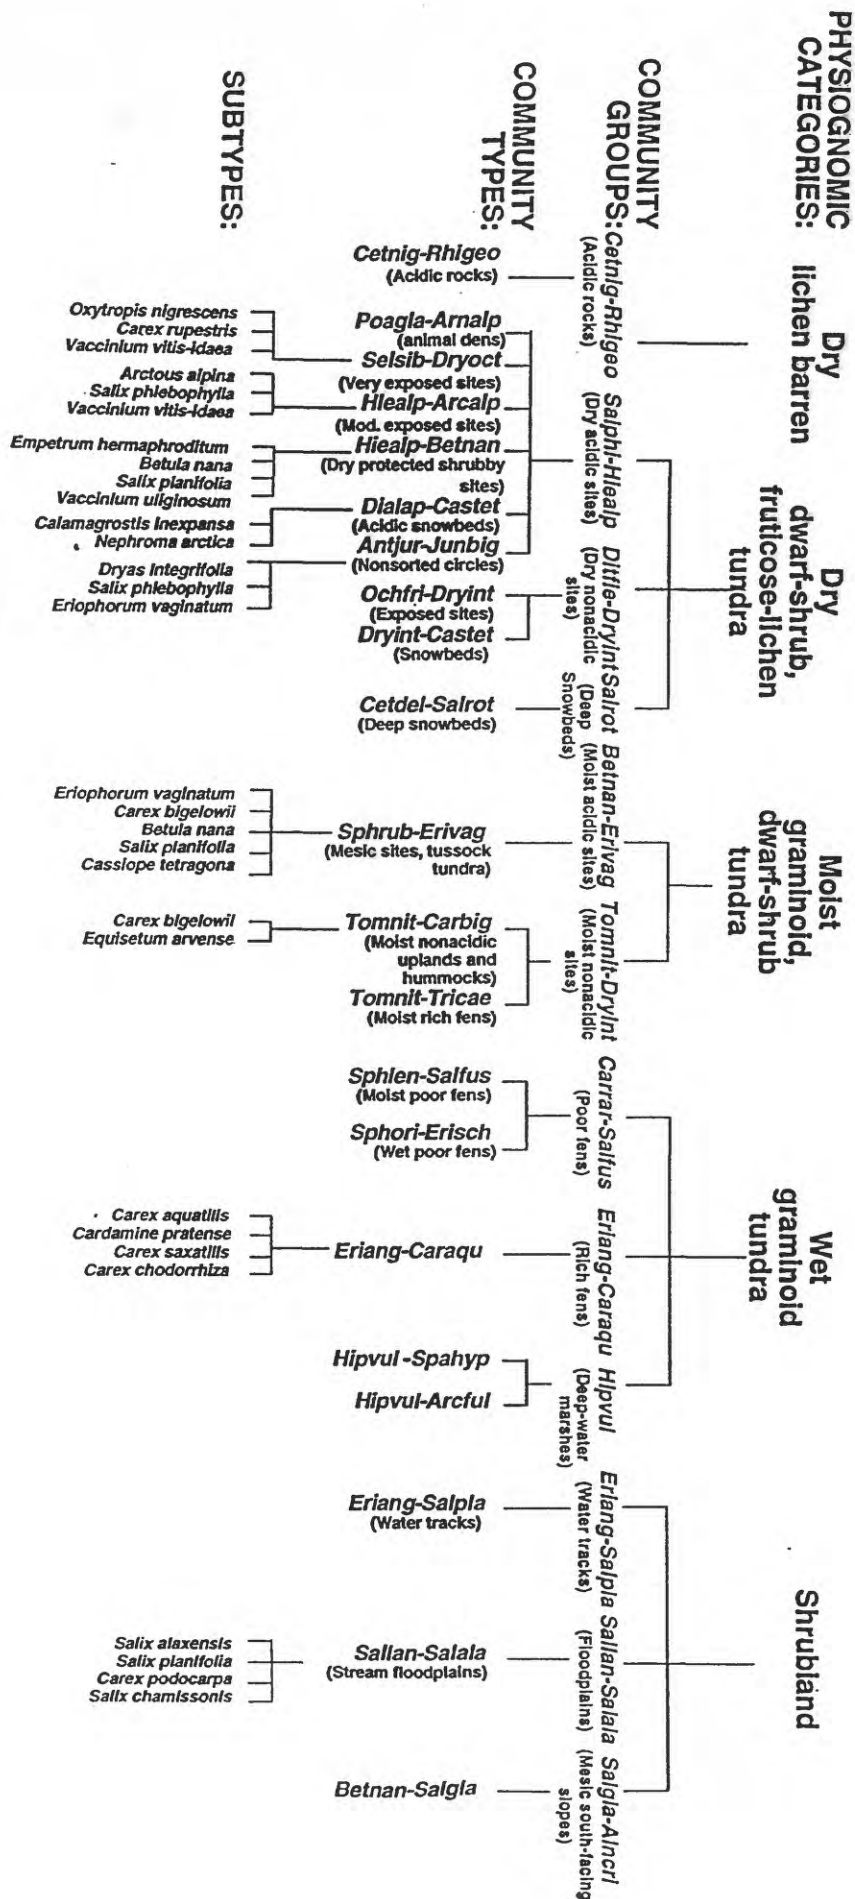 PHYSIOGNOMIC
CATEGORIES:
Dry
lichen barren
Dry
dwarf-shrub,
fruticose-lichen
tundra
Moist
graminoid,
dwarf-shrub
tundra
Wet
graminoid
tundra
Shrubland
COMMUNITY
GROUPS:
Cetnig-Rhigeo
(Acidic rocks)
Salphl-Hiealp
(Dry acidic sites)
Ditfle-Dryint
(Dry nonacidic
sites)
Salrot
(Deep
Snowbeds)
Betnan-Erivag
(Moist acidic sites)
Tomnit-Dryint
(Moist nonacidic
sites)
Carrar-Salfus
(Poor fens)
Eriang-Caraqu
(Rich fens)
Hipvul
(Deep-water
marshes)
Eriang-Salpla
(Water tracks)
Sallan-Salala
(Floodplains)
Salgla-Alncri
(Mesic south-facing
slopes)
COMMUNITY
TYPES:
Cetnig-Rhigeo
(Acidic rocks)
Poagla-Arnalp
(animal dens)
Selsib-Dryoct
(Very exposed sites)
Hiealp-Arcalp
(Mod. exposed sites)
Hiealp-Betnan
(Dry protected shrubby
sites)
Dialap-Castet
(Acidic snowbeds)
Antjur-Junbig
(Nonsorted circles)
Ochfri-Dryint
(Exposed sites)
Dryint-Castet
(Snowbeds)
Cetdel-Salrot
(Deep snowbeds)
Sphrub-Erivag
(Mesic sites, tussock
tundra)
Tomnit-Carbig
(Moist nonacidic
uplands and
hummocks)
Tomnit-Tricae
(Moist rich fens)
Sphlen-Salfus
(Moist poor fens)
Sphori-Erisch
(Wet poor fens)
Eriang-Caraqu
Hipvul-Spahyp
Hipvul-Arcful
Eriang-Salpla
(Water tracks)
Sallan-Salala
(Stream floodplains)
Betnan-Salgla
SUBTYPES:
Oxytropis nigrescens
Carex rupestris
Vaccinium vitis-idaea
Arctous alpina
Salix phlebophylla
Vaccinium vitis-idaea
Empetrum hermaphroditum
Betula nana
Salix planifolia
Vaccinium uliginosum
Calamagrostis inexpansa
Nephroma arctica
Dryas integrifolia
Salix phlebophylla
Eriophorum vaginatum
Eriophorum vaginatum
Carex bigelowii
Betula nana
Salix planifolia
Cassiope tetragona
Carex bigelowii
Equisetum arvense
Carex aquatilis
Cardamine pratense
Carex saxatilis
Carex chodorrhiza
Salix alaxensis
Salix planifolia
Carex podocarpa
Salix chamissonis